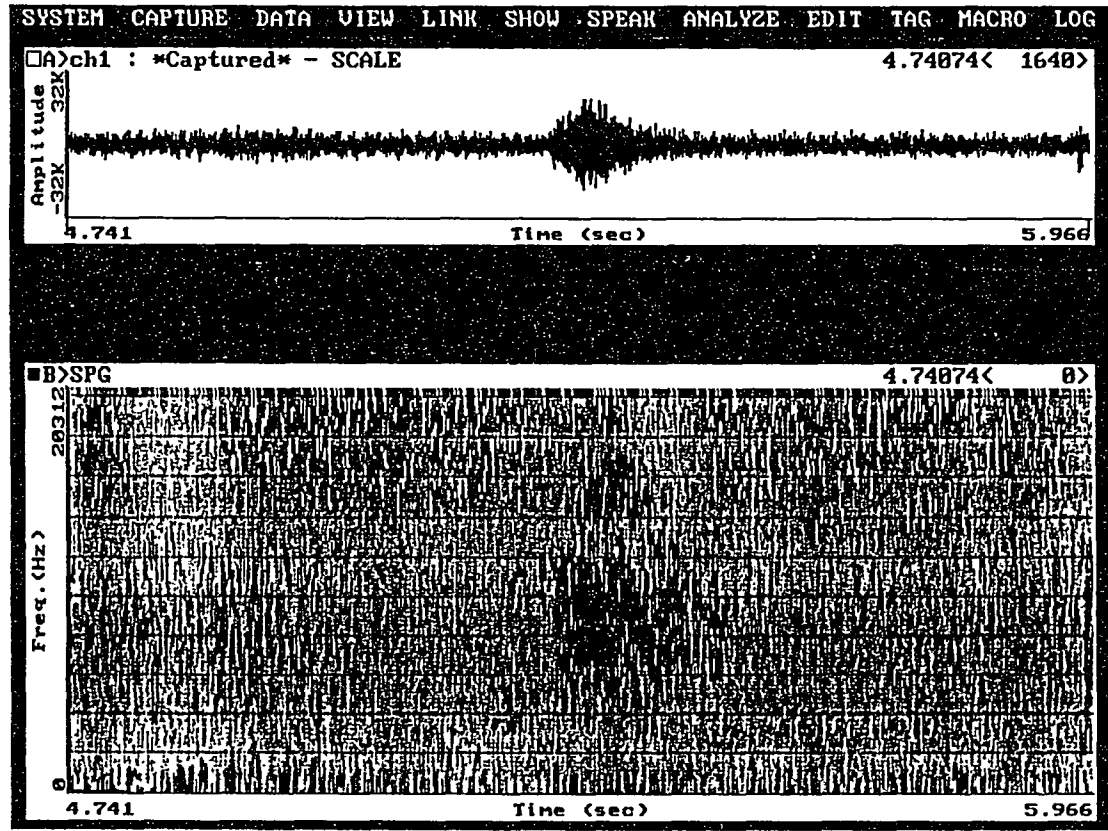 SYSTEM CAPTURE DATA VIEW LINK SHOW SPEAK ANALYZE EDIT TAG MACRO LOG
□A>ch1 : *Captured* - SCALE 4.74074< 1640>
Amplitude
-32K 32K
4.741 Time (sec) 5.966
■B>SPG 4.74074< 0>
Freq.(Hz)
0 20312
4.741 Time (sec) 5.966